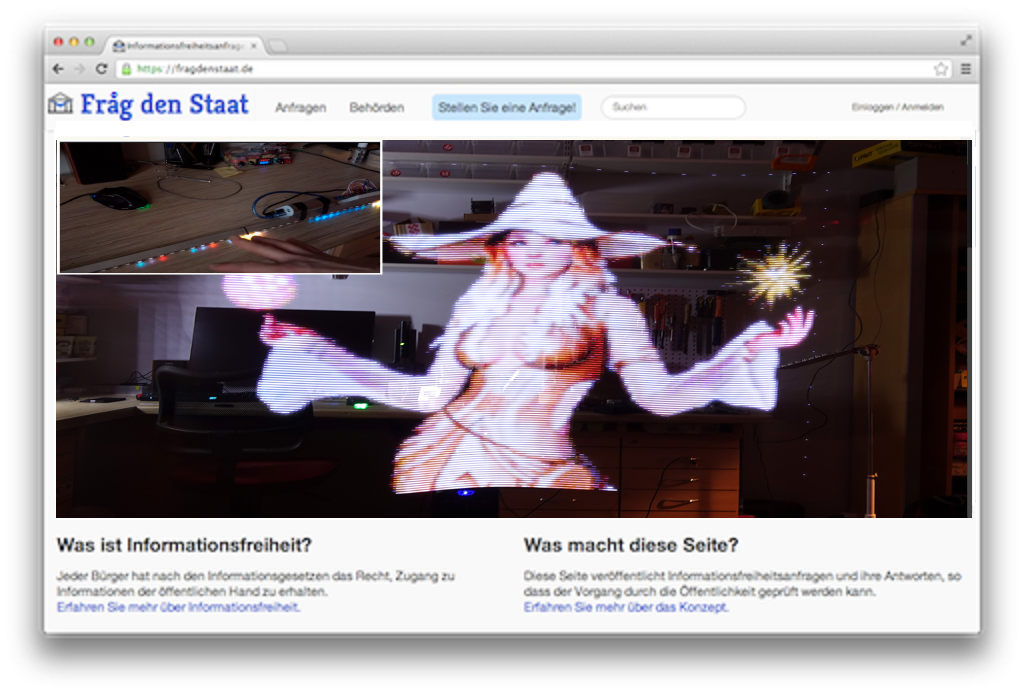 Informationsfreiheitsanfrage
https://fragdenstaat.de
Fråg den Staat
Anfragen
Behörden
Stellen Sie eine Anfrage!
Suchen
Einloggen / Anmelden
Was ist Informationsfreiheit?
Jeder Bürger hat nach den Informationsgesetzen das Recht, Zugang zu
Informationen der öffentlichen Hand zu erhalten.
Erfahren Sie mehr über Informationsfreiheit.
Was macht diese Seite?
Diese Seite veröffentlicht Informationsfreiheitsanfragen und ihre Antworten, so
dass der Vorgang durch die Öffentlichkeit geprüft werden kann.
Erfahren Sie mehr über das Konzept.